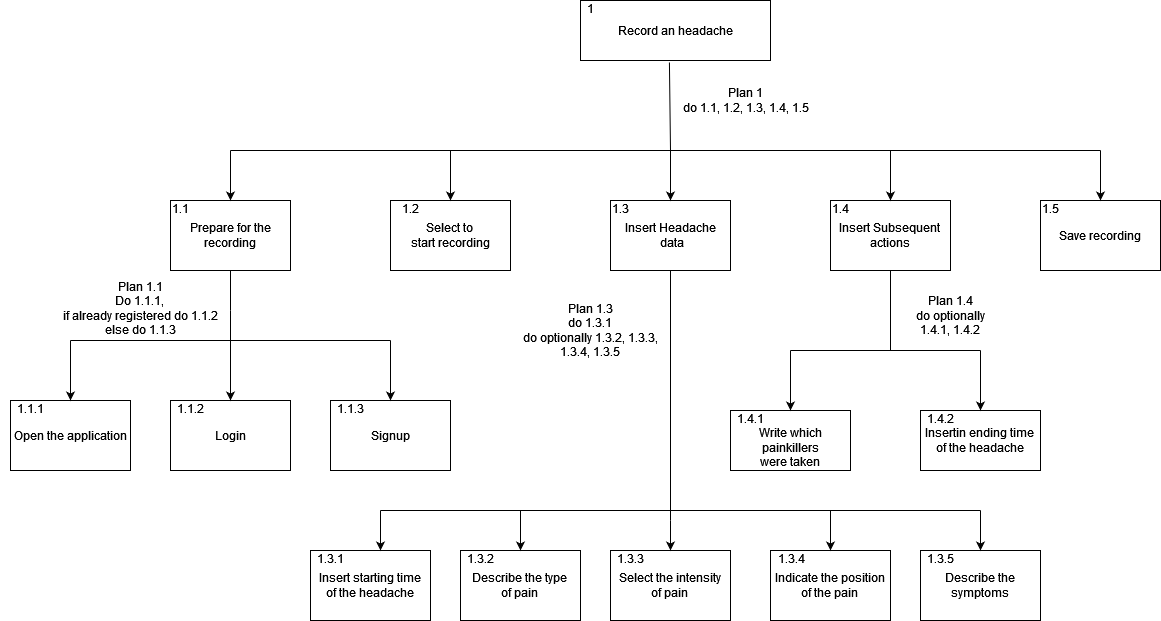 1
Record an headache
Plan 1
do 1.1, 1.2, 1.3, 1.4, 1.5
1.1
Prepare for the
recording
1.2
Select to
start recording
1.3
Insert Headache
data
1.4
Insert Subsequent
actions
1.5
Save recording
Plan 1.1
Do 1.1.1,
if already registered do 1.1.2
else do 1.1.3
Plan 1.3
do 1.3.1
do optionally 1.3.2, 1.3.3,
1.3.4, 1.3.5
Plan 1.4
do optionally
1.4.1, 1.4.2
1.1.1
Open the application
1.1.2
Login
1.1.3
Signup
1.4.1
Write which
painkillers
were taken
1.4.2
Insertin ending time
of the headache
1.3.1
Insert starting time
of the headache
1.3.2
Describe the type
of pain
1.3.3
Select the intensity
of pain
1.3.4
Indicate the position
of the pain
1.3.5
Describe the
symptoms